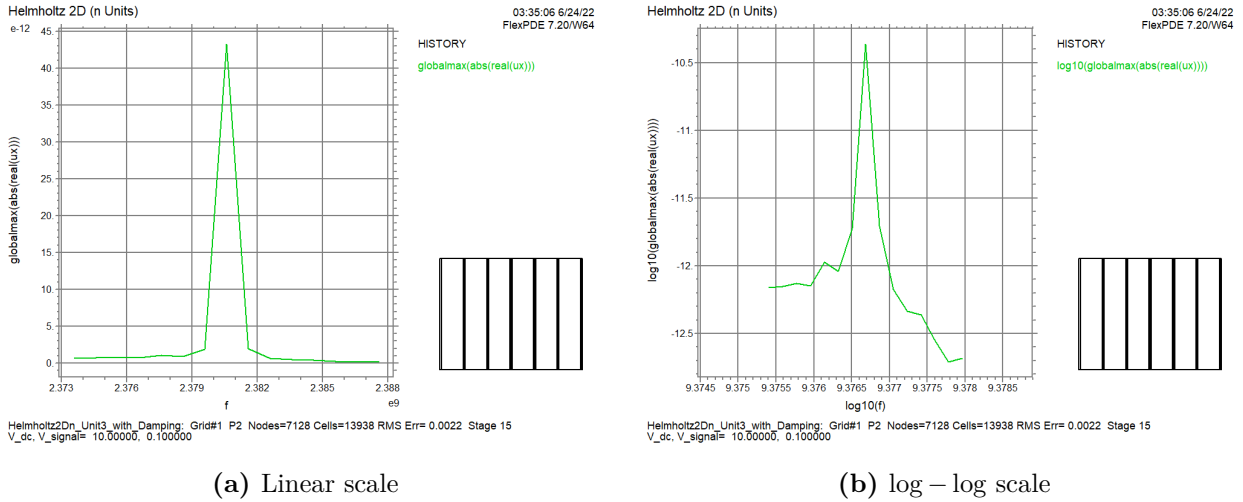 Helmholtz 2D (n Units)
03:35:06 6/24/22
FlexPDE 7.20/W64
e-12
HISTORY
globalmax(abs(real(ux)))
globalmax(abs(real(ux)))
45.
40.
35.
30.
25.
20.
15.
10.
5.
0.
2.373
2.376
2.379
2.382
2.385
2.388
f
e9
Helmholtz2Dn_Unit3_with_Damping: Grid#1 P2 Nodes=7128 Cells=13938 RMS Err= 0.0022 Stage 15
V_dc, V_signal= 10.00000, 0.100000
(a) Linear scale
Helmholtz 2D (n Units)
03:35:06 6/24/22
FlexPDE 7.20/W64
HISTORY
log10(globalmax(abs(real(ux))))
log10(globalmax(abs(real(ux))))
-10.5
-11.
-11.5
-12.
-12.5
9.3745
9.375
9.3755
9.376
9.3765
9.377
9.3775
9.378
9.3785
log10(f)
Helmholtz2Dn_Unit3_with_Damping: Grid#1 P2 Nodes=7128 Cells=13938 RMS Err= 0.0022 Stage 15
V_dc, V_signal= 10.00000, 0.100000
(b) log − log scale